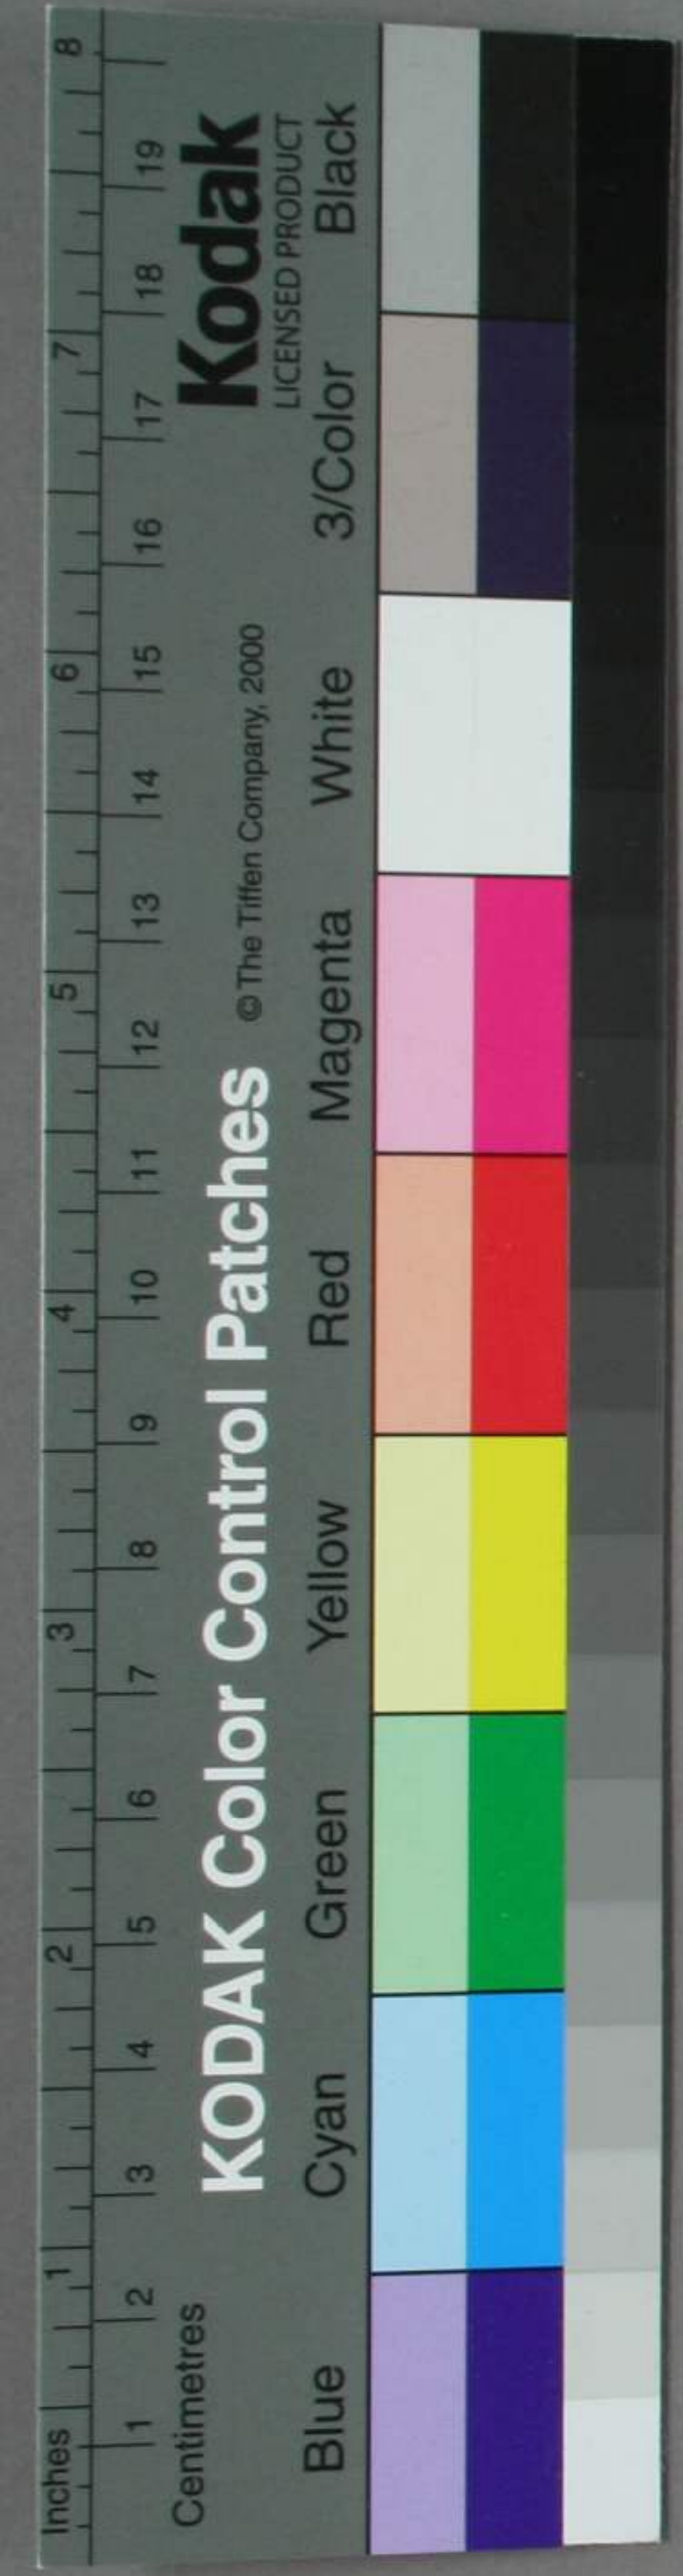 Inches 1 2 3 4 5 6 7 8
1 2 3 4 5 6 7 8 9 10 11 12 13 14 15 16 17 18 19
Centimetres
KODAK Color Control Patches © The Tiffen Company, 2000
Kodak
LICENSED PRODUCT
Blue Cyan Green Yellow Red Magenta White 3/Color Black